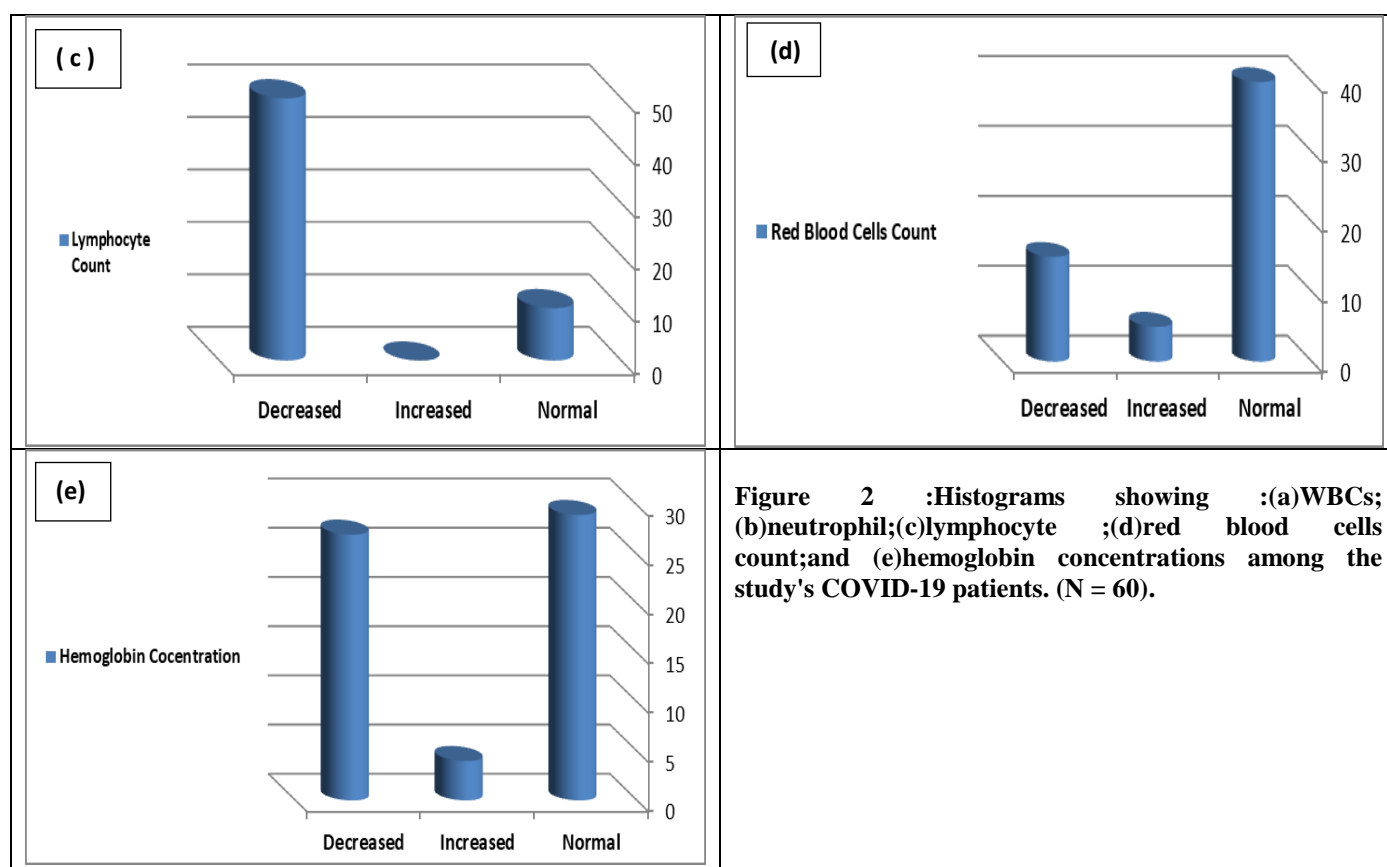 ( c )
50
40
30
20
10
0
Lymphocyte
Count
Decreased Increased Normal
(d)
40
30
20
10
0
Red Blood Cells Count
Decreased Increased Normal
(e)
30
25
20
15
10
5
0
Hemoglobin Cocentration
Decreased Increased Normal
Figure 2 :Histograms showing :(a)WBCs;
(b)neutrophil;(c)lymphocyte ;(d)red blood cells
count;and (e)hemoglobin concentrations among the
study's COVID-19 patients. (N = 60).